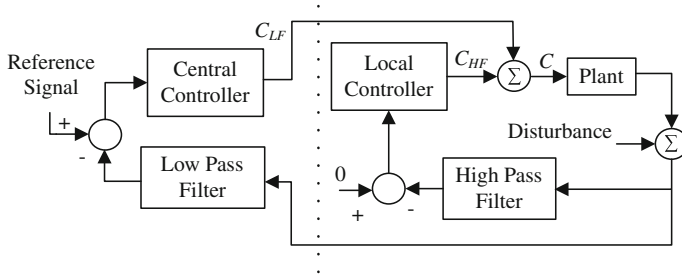 C_LF
Reference
Signal
Central
Controller
Local
Controller
C_HF
Σ
C
Plant
+
-
Disturbance
Σ
Low Pass
Filter
0
+
-
High Pass
Filter